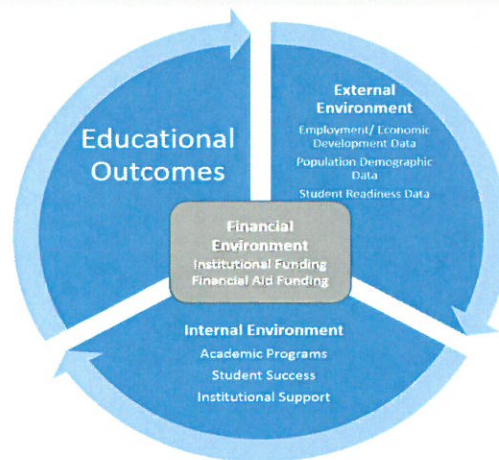 Educational
Outcomes
External
Environment
Employment/ Economic
Development Data
Population Demographic
Data
Student Readiness Data
Financial
Environment
Institutional Funding
Financial Aid Funding
Internal Environment
Academic Programs
Student Success
Institutional Support